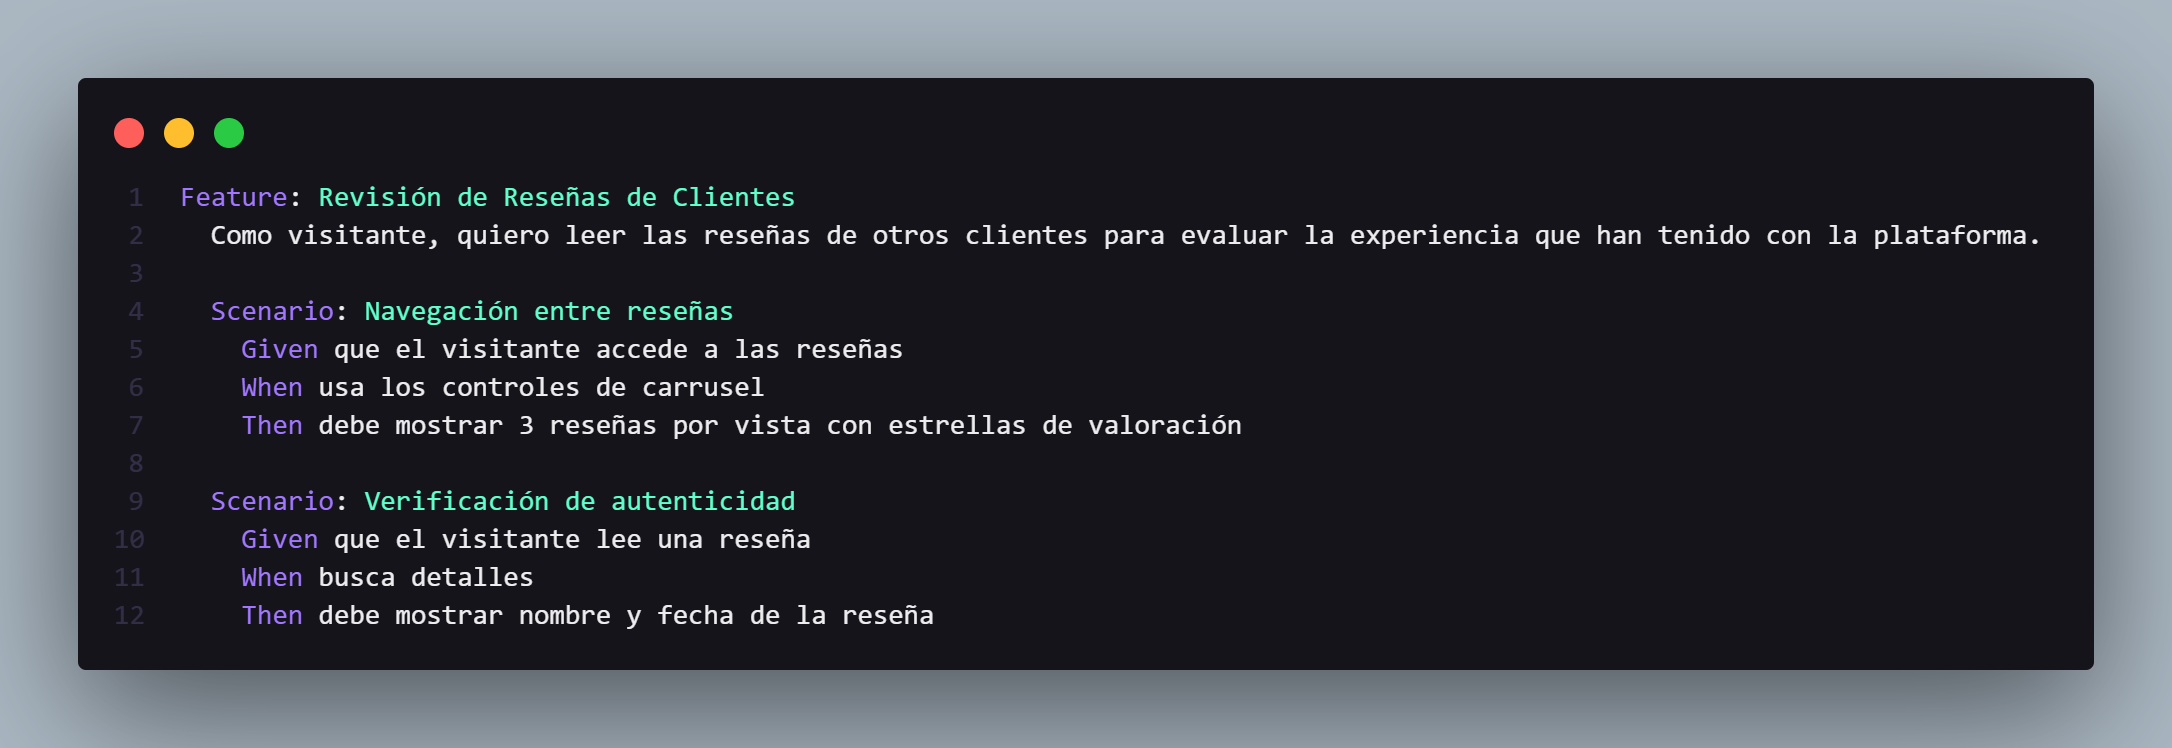 1 Feature: Revisión de Reseñas de Clientes
2 Como visitante, quiero leer las reseñas de otros clientes para evaluar la experiencia que han tenido con la plataforma.
3
4 Scenario: Navegación entre reseñas
5 Given que el visitante accede a las reseñas
6 When usa los controles de carrusel
7 Then debe mostrar 3 reseñas por vista con estrellas de valoración
8
9 Scenario: Verificación de autenticidad
10 Given que el visitante lee una reseña
11 When busca detalles
12 Then debe mostrar nombre y fecha de la reseña